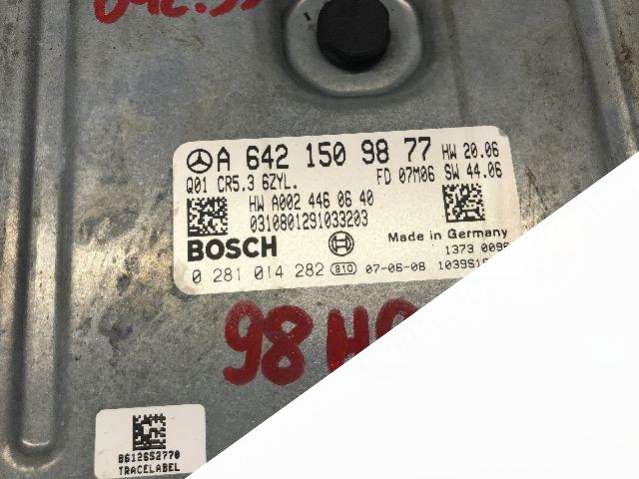 A 642 150 98 77 HW 20.06
Q01 CR5.3 6ZYL. FD 07M06 SW 44.06
HW A002 446 06 40
0310801291033203
BOSCH Made in Germany
0 281 014 282 810 07-06-08
98
B612652770
TRACELABEL